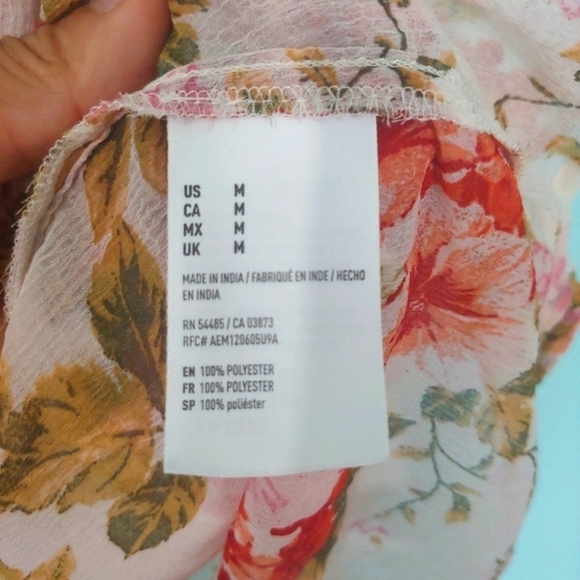 US M
CA M
MX M
UK M
MADE IN INDIA / FABRIQUÉ EN INDE / HECHO
EN INDIA
RN 54485 / CA 03873
RFC# AEM120605U9A
EN 100% POLYESTER
FR 100% POLYESTER
SP 100% poliéster